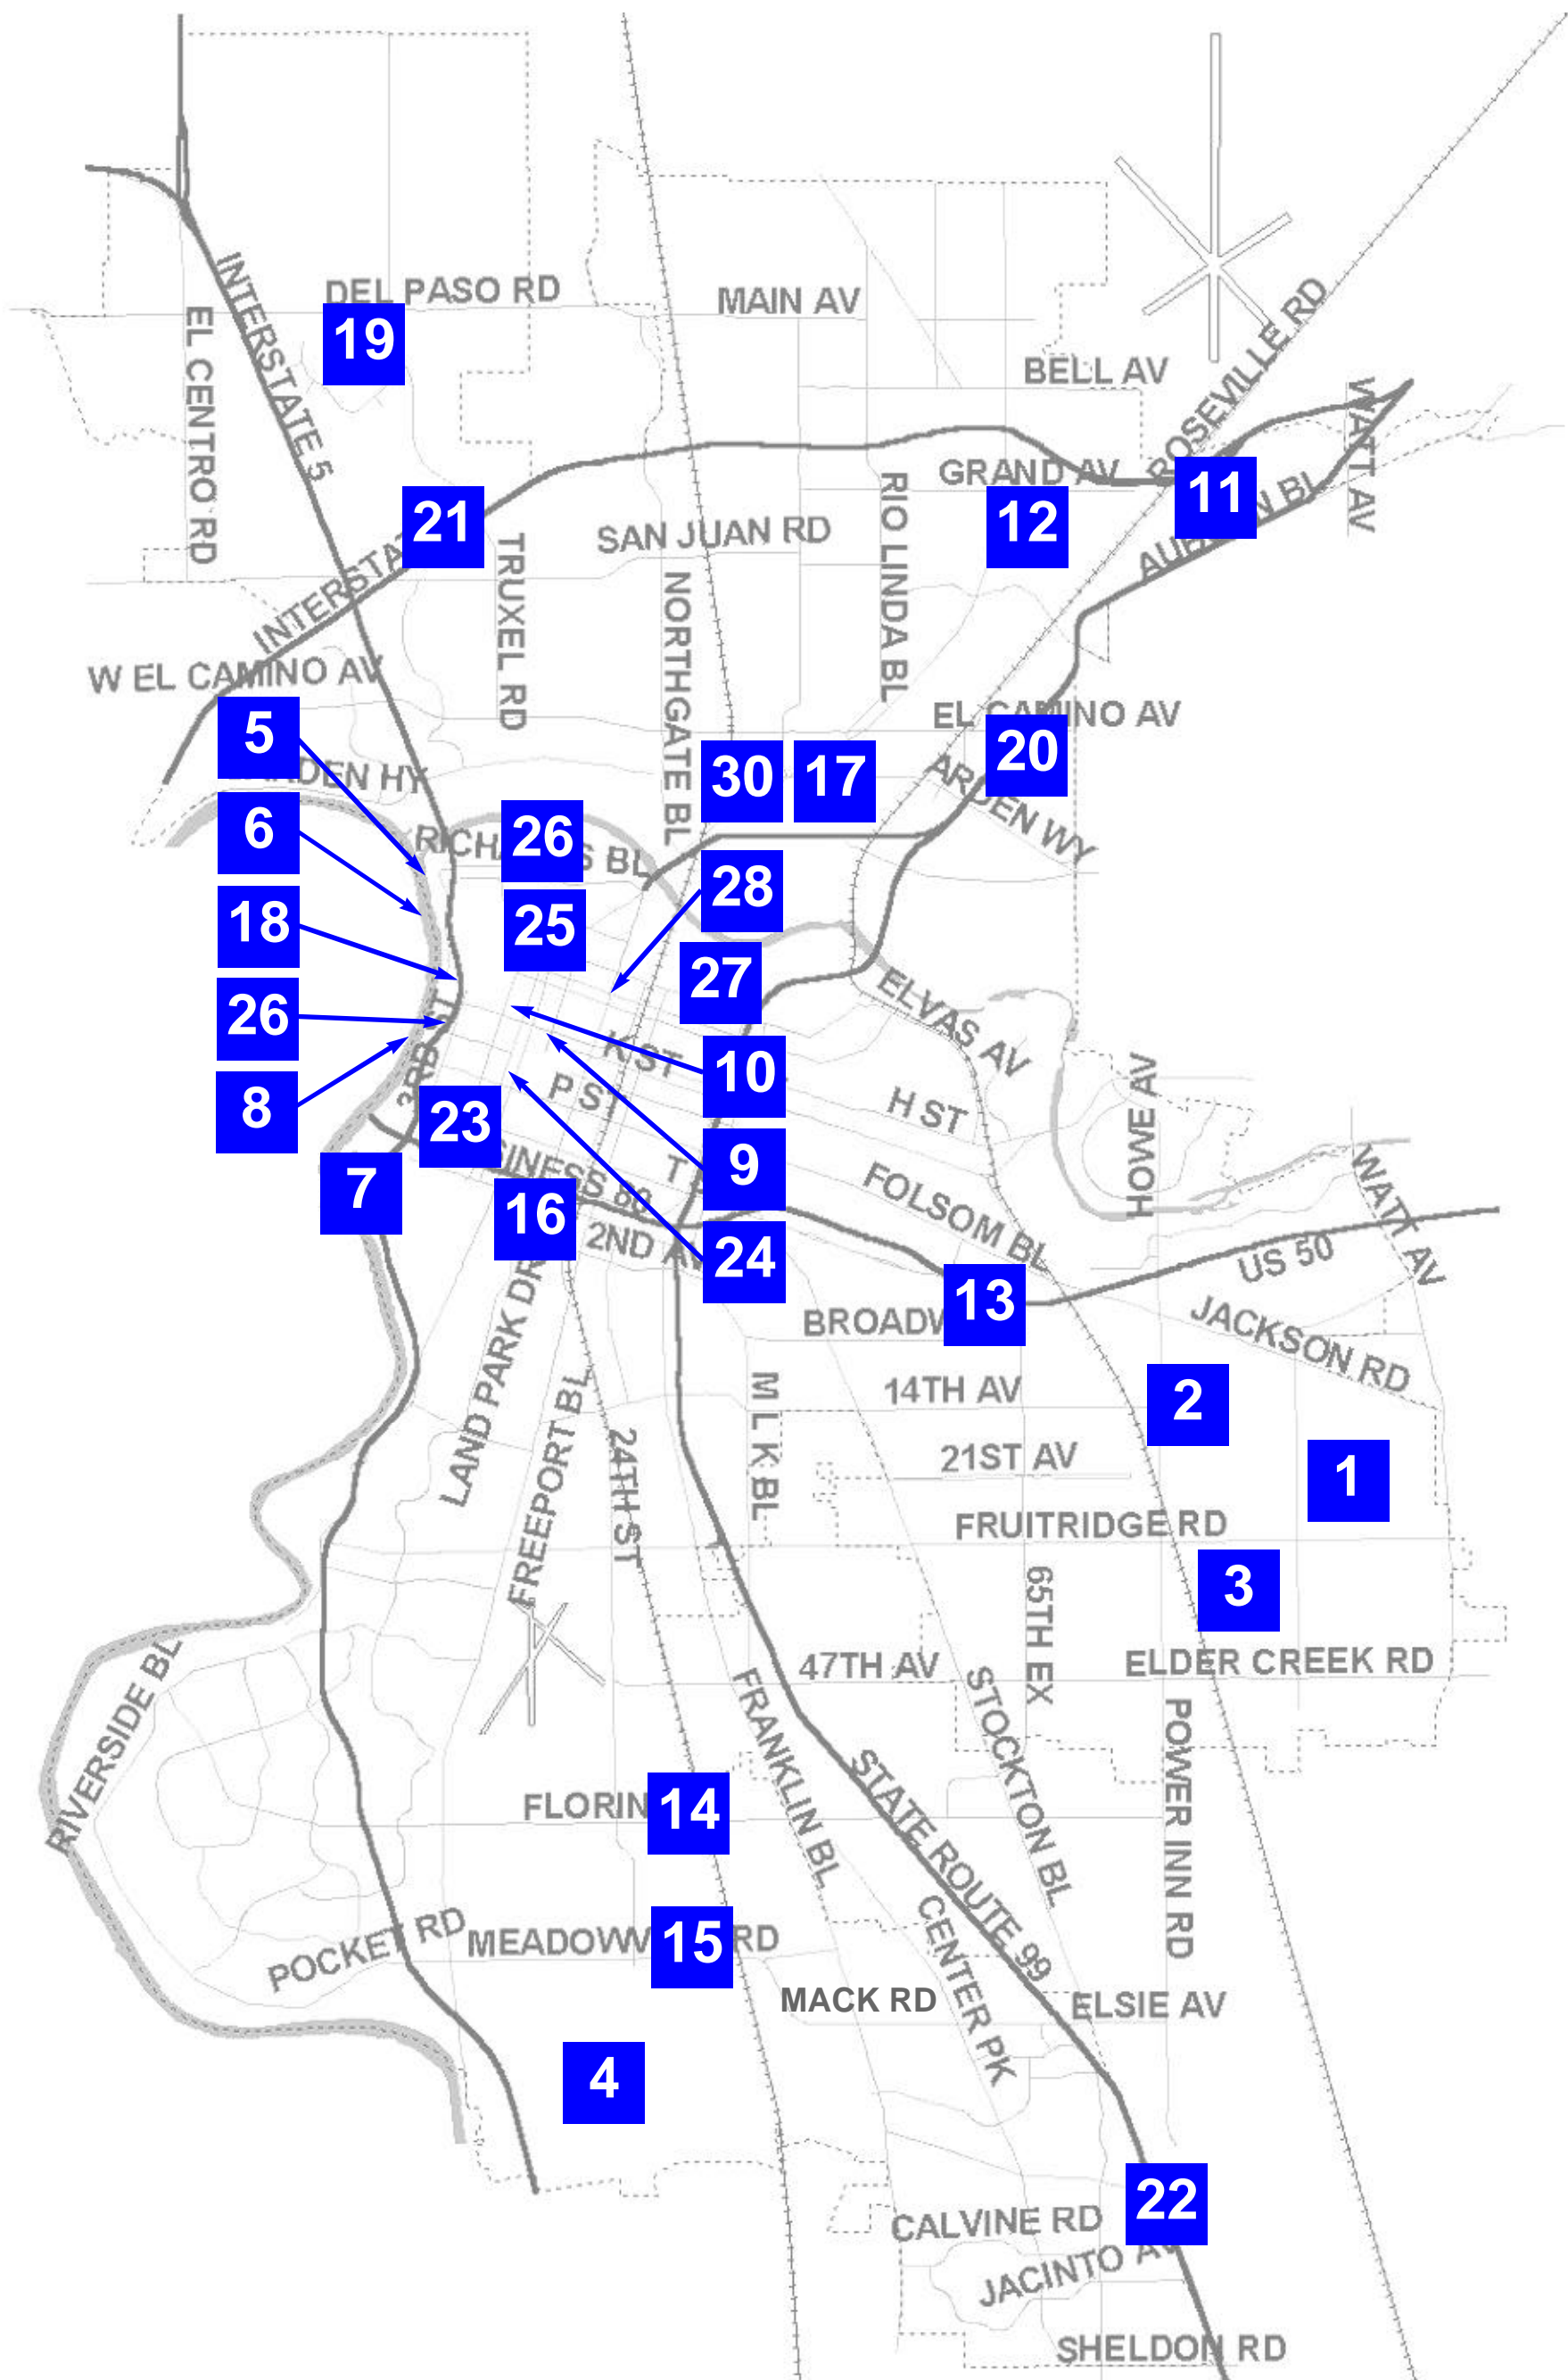 DEL PASO RD
MAIN AV
INTERSTATE 5
EL CENTRO RD
19
BELL AV
ROSEVILLE RD
WATT AV
GRAND AV
11
12
21
SAN JUAN RD
RIO LINDA BL
TRUXEL RD
NORTHGATE BL
W EL CAMINO AV
EL CAMINO AV
20
5
30
17
ARDEN WY
6
26
28
18
25
27
26
ELVAS AV
K ST
10
8
P ST
H ST
HOWE AV
23
9
7
16
2ND AV
FOLSOM BL
WATT AV
24
US 50
13
JACKSON RD
LAND PARK DR
FREEPORT BL
24TH ST
M L K BL
14TH AV
2
21ST AV
1
FRUITRIDGE RD
3
65TH EX
47TH AV
ELDER CREEK RD
RIVERSIDE BL
FRANKLIN BL
STOCKTON BL
POWER INN RD
FLORIN
14
STATE ROUTE 99
POCKET RD
15
RD
CENTER PK
MACK RD
ELSIE AV
4
22
CALVINE RD
JACINTO AV
SHELDON RD